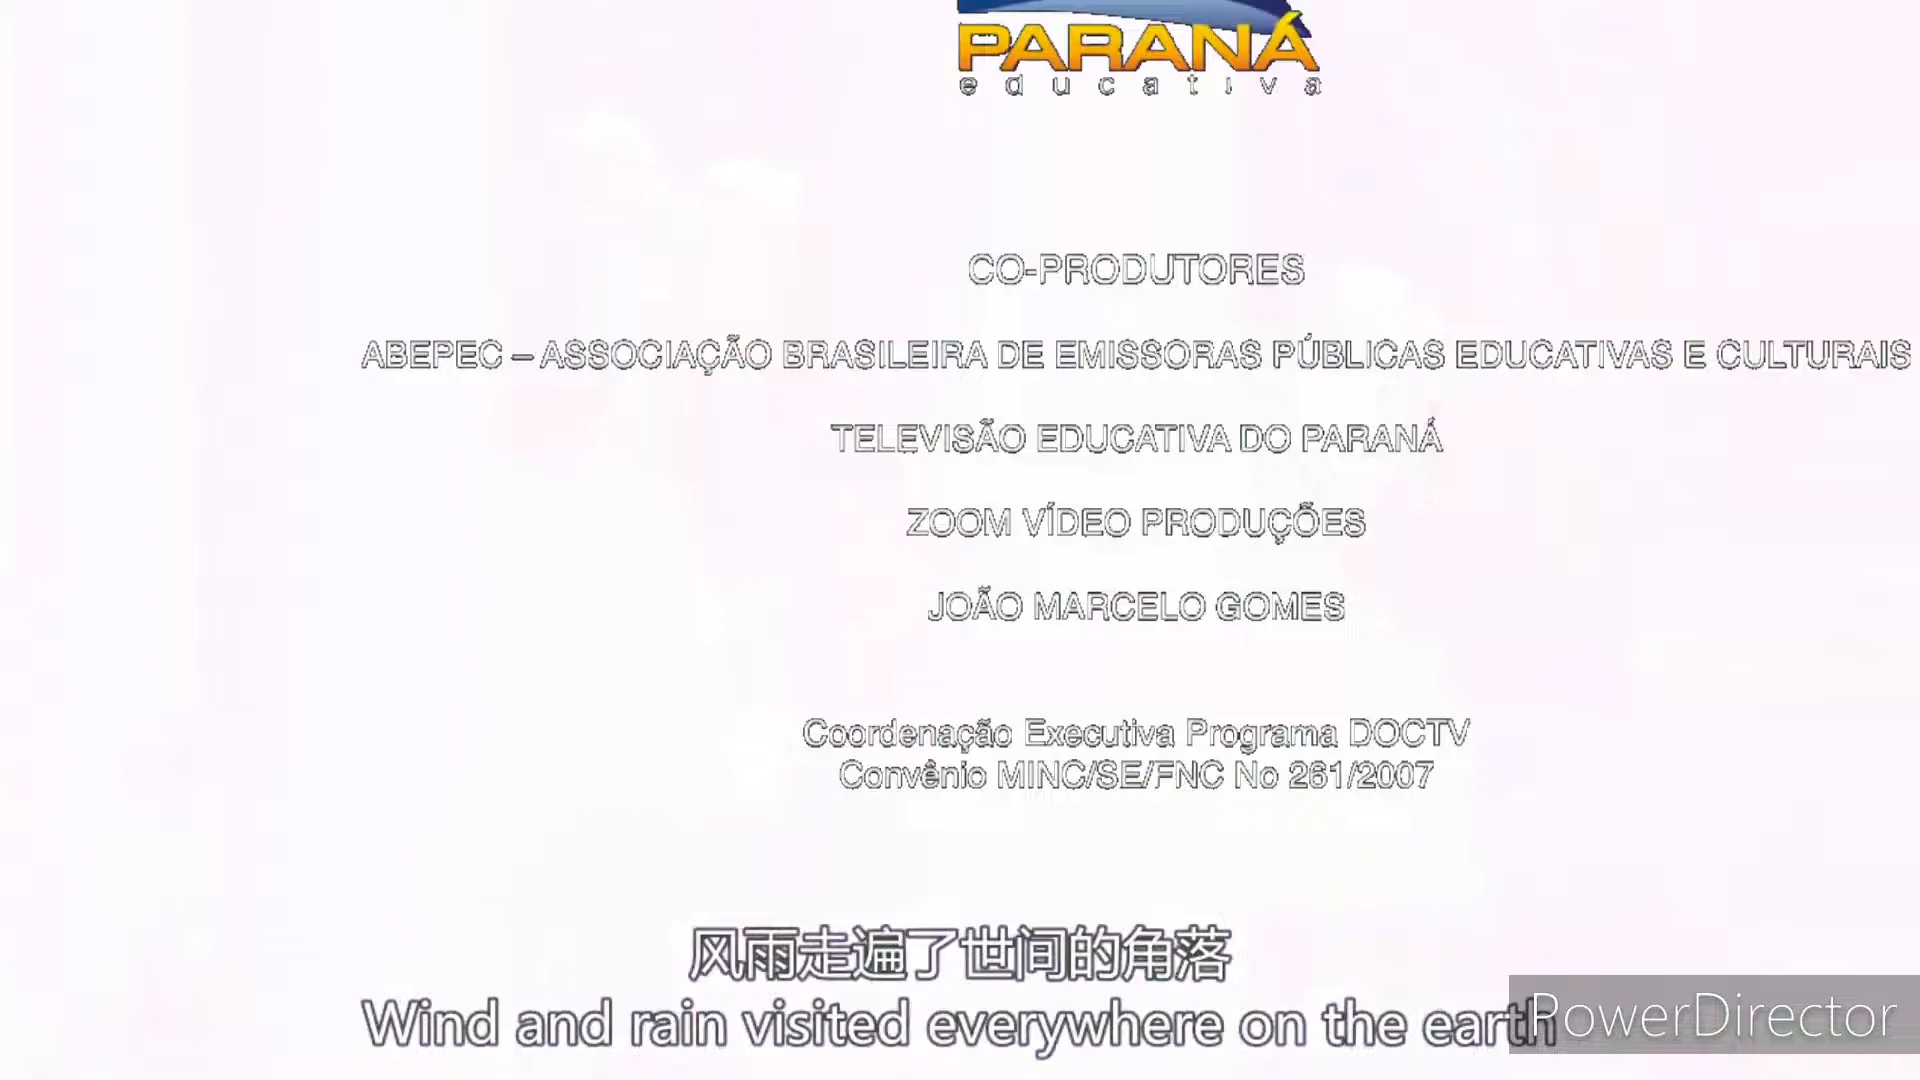 PARANÁ
educativa
CO-PRODUTORES
ABEPEC – ASSOCIAÇÃO BRASILEIRA DE EMISSORAS PÚBLICAS EDUCATIVAS E CULTURAIS
TELEVISÃO EDUCATIVA DO PARANÁ
ZOOM VÍDEO PRODUÇÕES
JOÃO MARCELO GOMES
Coordenação Executiva Programa DOCTV
Convênio MINC/SE/FNC No 261/2007
风雨走遍了世间的角落
Wind and rain visited everywhere on the earth
PowerDirector